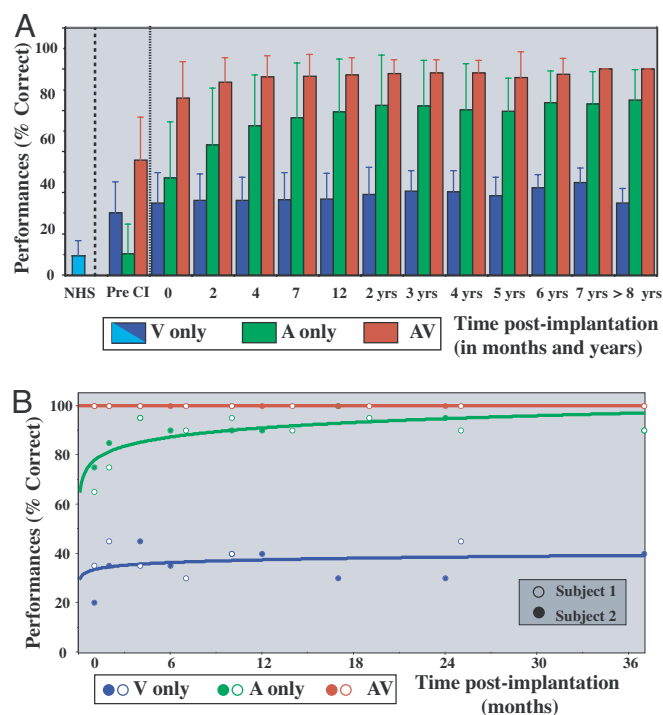 A
Performances (% Correct)
100
80
60
40
20
0
NHS Pre CI 0 2 4 7 12 2 yrs 3 yrs 4 yrs 5 yrs 6 yrs 7 yrs > 8 yrs
V only A only AV
Time post-implantation
(in months and years)
B
Performances (% Correct)
100
80
60
40
20
0
Subject 1
Subject 2
0 6 12 18 24 30 36
V only A only AV
Time post-implantation
(months)